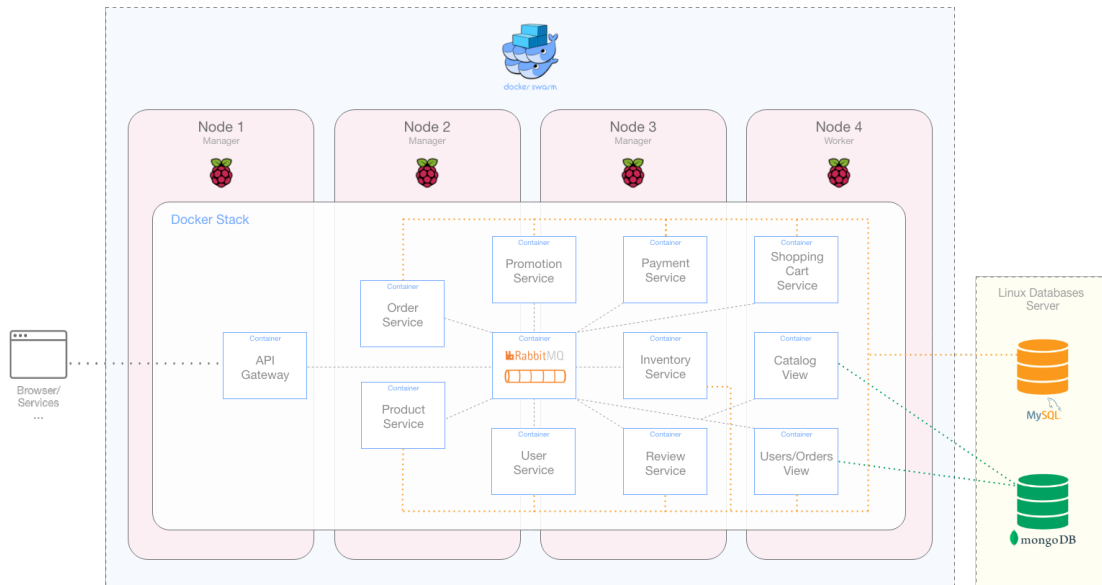 docker swarm
Node 1
Manager
Node 2
Manager
Node 3
Manager
Node 4
Worker
Docker Stack
Container
Promotion
Service
Container
Payment
Service
Container
Shopping
Cart
Service
Container
Order
Service
Container
API
Gateway
Container
RabbitMQ
Container
Inventory
Service
Container
Catalog
View
Container
Product
Service
Container
User
Service
Container
Review
Service
Container
Users/Orders
View
Browser/
Services
...
Linux Databases
Server
MySQL
mongoDB